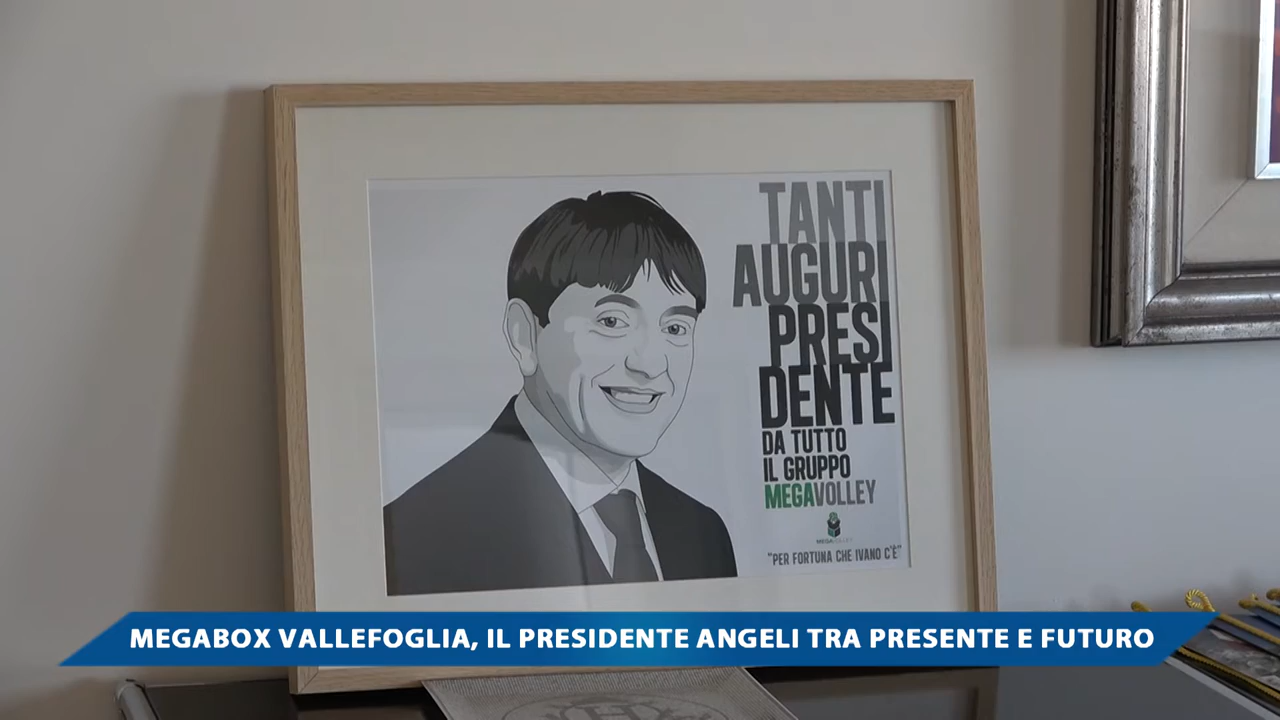 TANTI
AUGURI
PRESI
DENTE
DA TUTTO
IL GRUPPO
MEGAVOLLEY
MEGAVOLLEY
"PER FORTUNA CHE IVANO C'È"
MEGABOX VALLEFOGLIA, IL PRESIDENTE ANGELI TRA PRESENTE E FUTURO